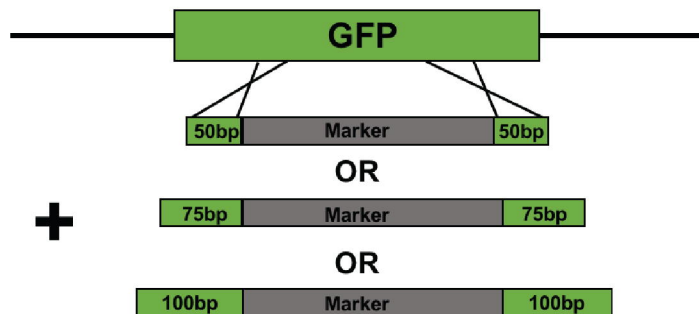 GFP
50bp Marker 50bp
OR
+
75bp Marker 75bp
OR
100bp Marker 100bp